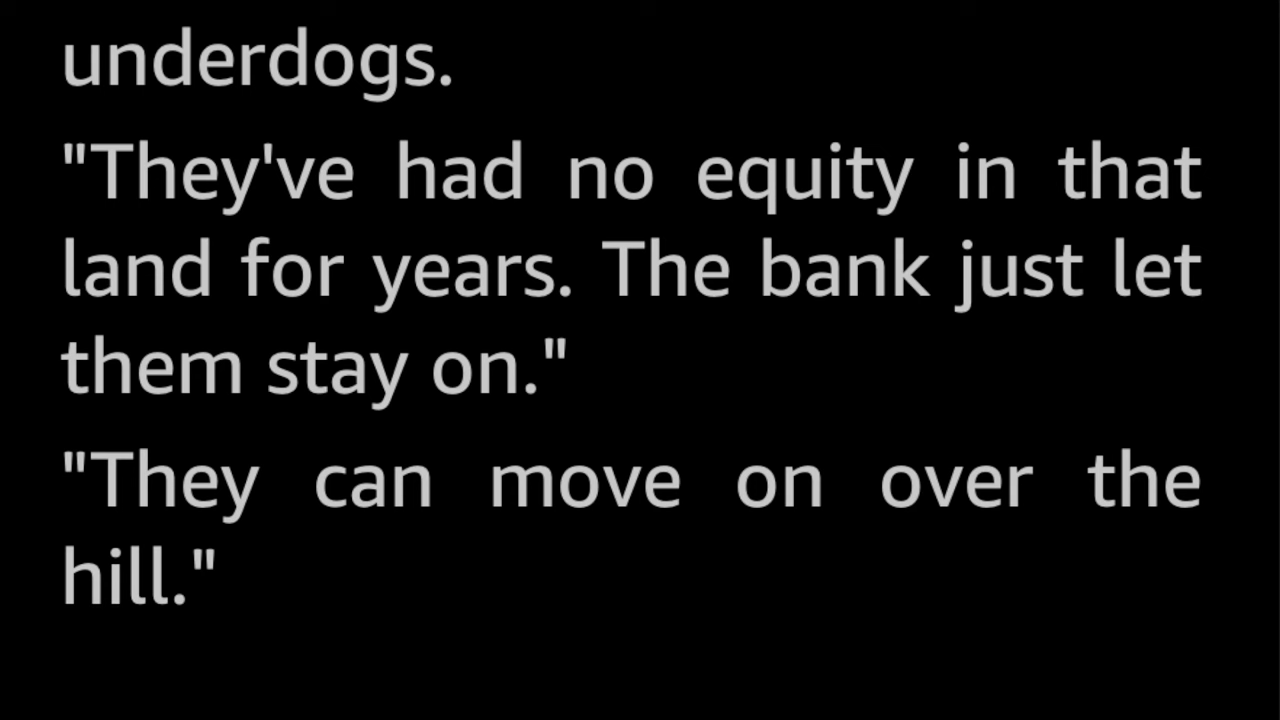 underdogs.
"They've had no equity in that
land for years. The bank just let
them stay on."
"They can move on over the
hill."